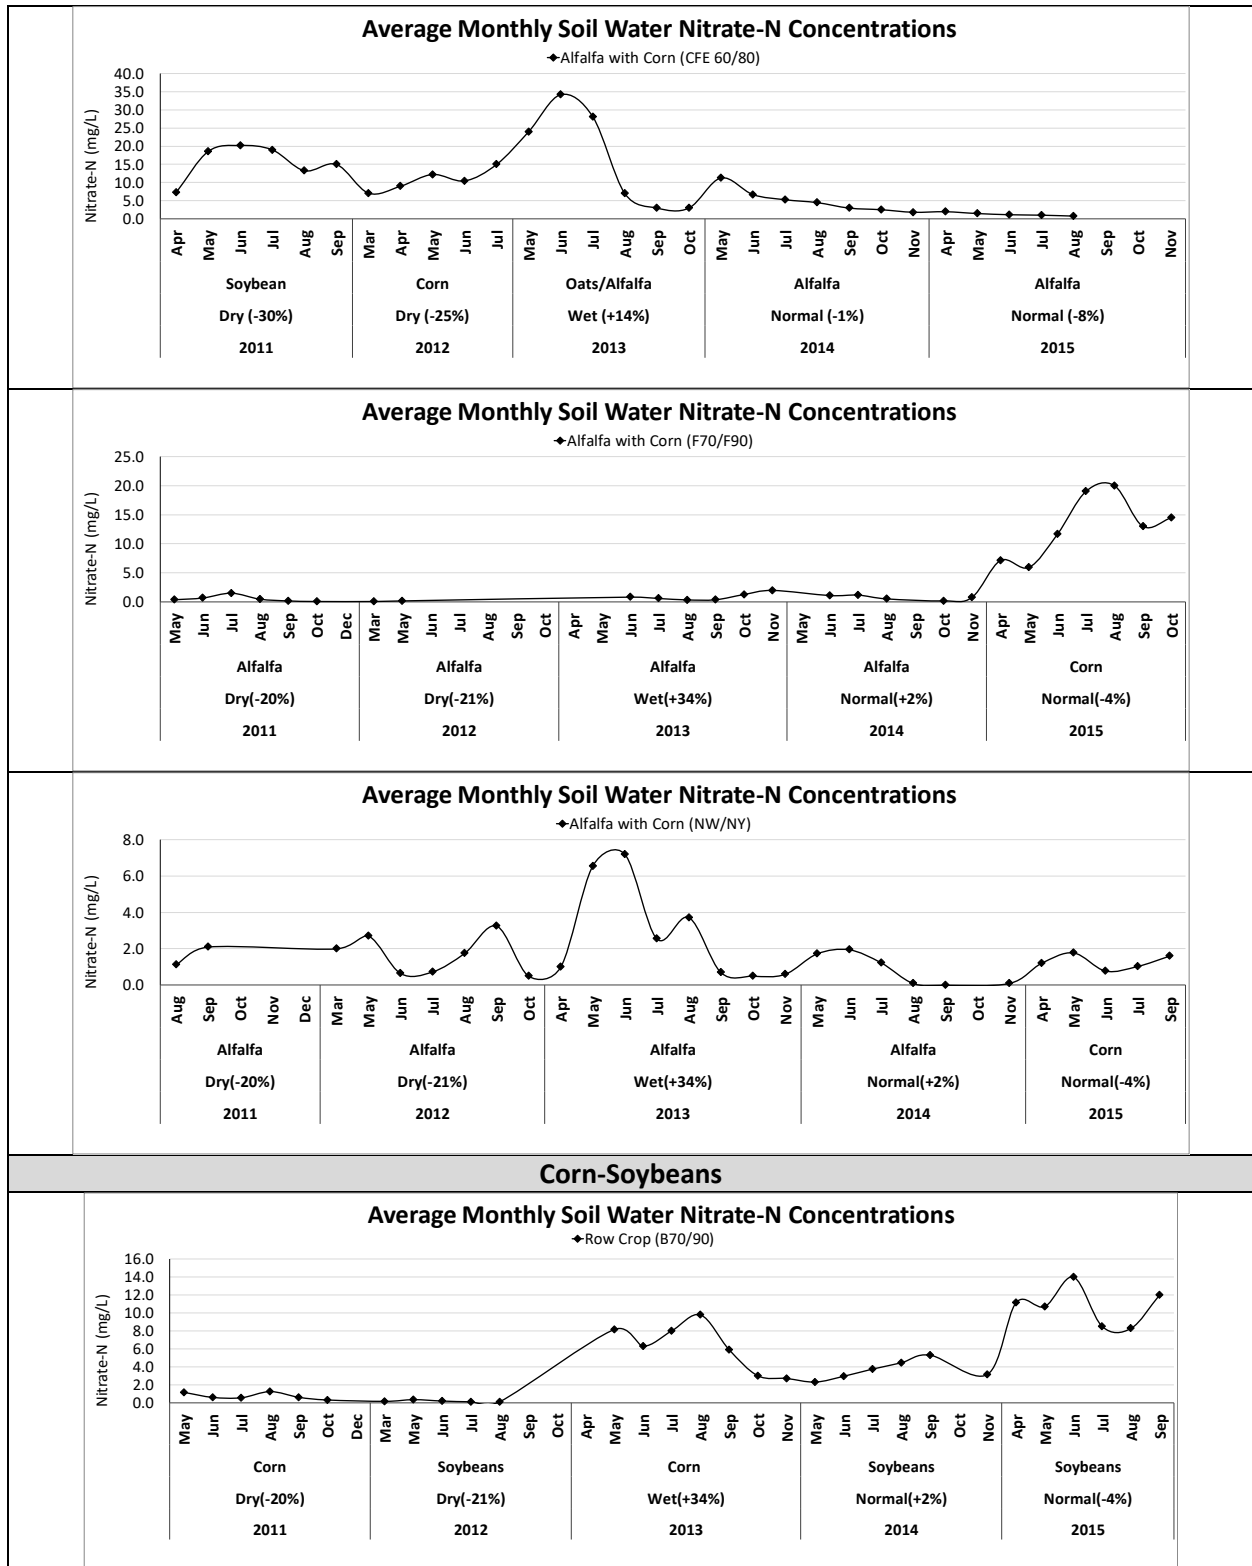 Average Monthly Soil Water Nitrate-N Concentrations
Alfalfa with Corn (CFE 60/80)
Nitrate-N (mg/L)
40.0
35.0
30.0
25.0
20.0
15.0
10.0
5.0
0.0
Apr May Jun Jul Aug Sep Mar Apr May Jun Jul May Jun Jul Aug Sep Oct May Jun Jul Aug Sep Oct Nov Apr May Jun Jul Aug Sep Oct Nov
Soybean Corn Oats/Alfalfa Alfalfa Alfalfa
Dry (-30%) Dry (-25%) Wet (+14%) Normal (-1%) Normal (-8%)
2011 2012 2013 2014 2015
Average Monthly Soil Water Nitrate-N Concentrations
Alfalfa with Corn (F70/F90)
Nitrate-N (mg/L)
25.0
20.0
15.0
10.0
5.0
0.0
May Jun Jul Aug Sep Oct Dec Mar May Jun Jul Aug Sep Oct Apr May Jun Jul Aug Sep Oct Nov May Jun Jul Aug Sep Oct Nov Apr May Jun Jul Aug Sep Oct
Alfalfa Alfalfa Alfalfa Alfalfa Corn
Dry(-20%) Dry(-21%) Wet(+34%) Normal(+2%) Normal(-4%)
2011 2012 2013 2014 2015
Average Monthly Soil Water Nitrate-N Concentrations
Alfalfa with Corn (NW/NY)
Nitrate-N (mg/L)
8.0
6.0
4.0
2.0
0.0
Aug Sep Oct Nov Dec Mar May Jun Jul Aug Sep Oct Apr May Jun Jul Aug Sep Oct Nov May Jun Jul Aug Sep Oct Nov Apr May Jun Jul Sep
Alfalfa Alfalfa Alfalfa Alfalfa Corn
Dry(-20%) Dry(-21%) Wet(+34%) Normal(+2%) Normal(-4%)
2011 2012 2013 2014 2015
Corn-Soybeans
Average Monthly Soil Water Nitrate-N Concentrations
Row Crop (B70/90)
Nitrate-N (mg/L)
16.0
14.0
12.0
10.0
8.0
6.0
4.0
2.0
0.0
May Jun Jul Aug Sep Oct Dec Mar May Jun Jul Aug Sep Oct Apr May Jun Jul Aug Sep Oct Nov May Jun Jul Aug Sep Oct Nov Apr May Jun Jul Aug Sep
Corn Soybeans Corn Soybeans Soybeans
Dry(-20%) Dry(-21%) Wet(+34%) Normal(+2%) Normal(-4%)
2011 2012 2013 2014 2015